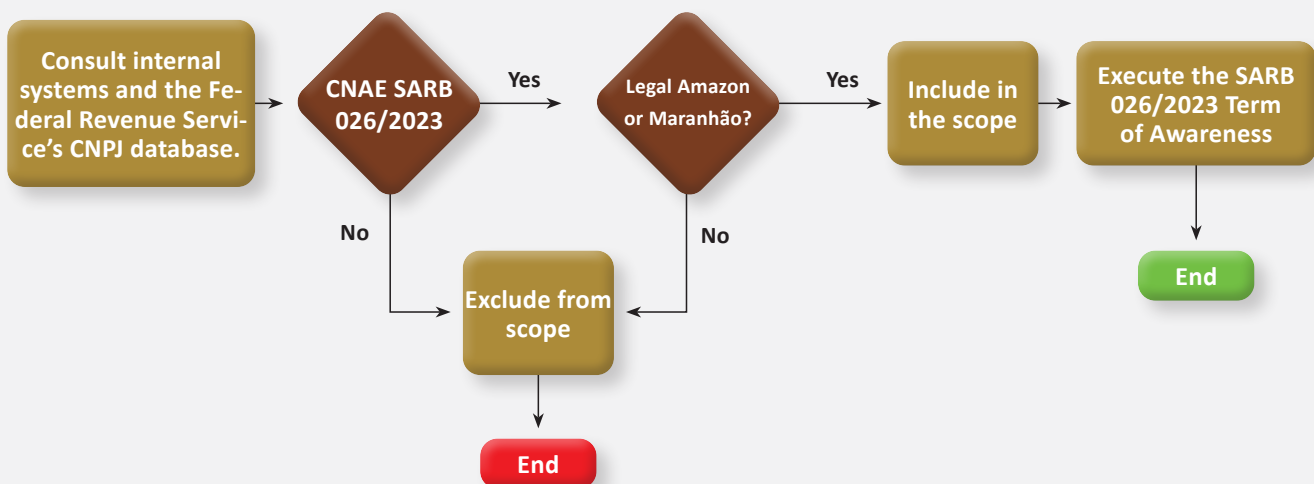 Consult internal
systems and the Fe-
deral Revenue Servi-
ce’s CNPJ database.
CNAE SARB
026/2023
Yes
Legal Amazon
or Maranhão?
Yes
Include in
the scope
Execute the SARB
026/2023 Term
of Awareness
No
No
Exclude from
scope
End
End